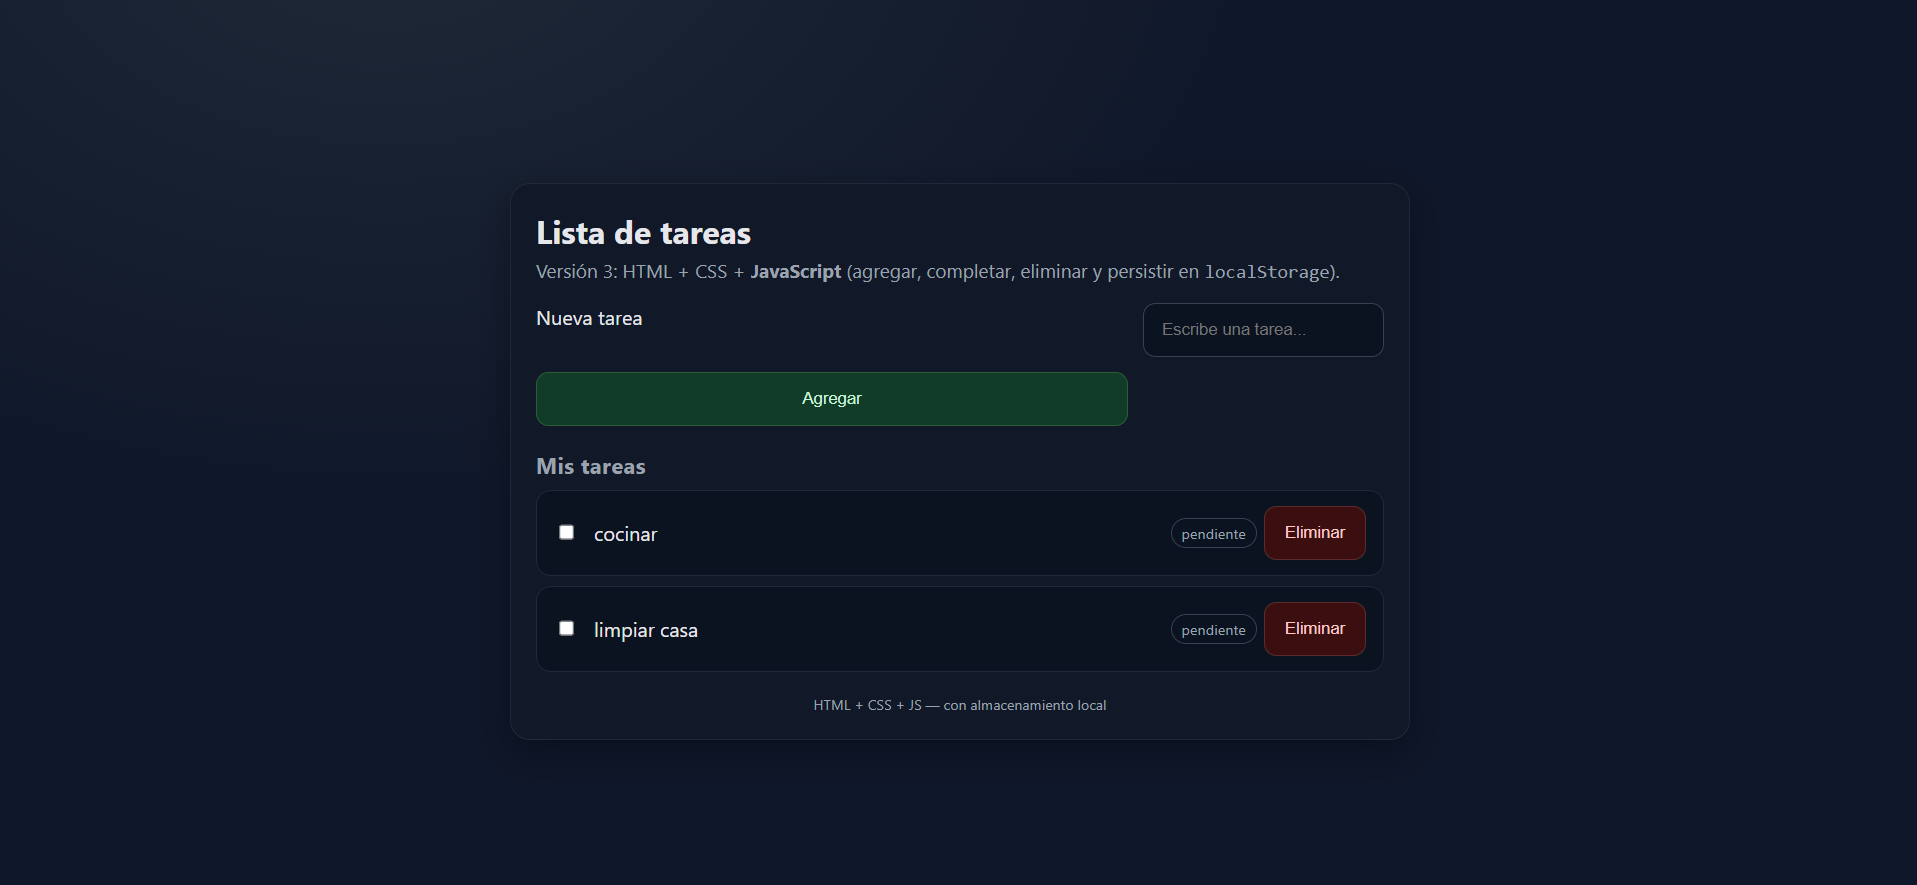 Lista de tareas
Versión 3: HTML + CSS + JavaScript (agregar, completar, eliminar y persistir en localStorage).
Nueva tarea
Escribe una tarea...
Agregar
Mis tareas
cocinar pendiente Eliminar
limpiar casa pendiente Eliminar
HTML + CSS + JS — con almacenamiento local